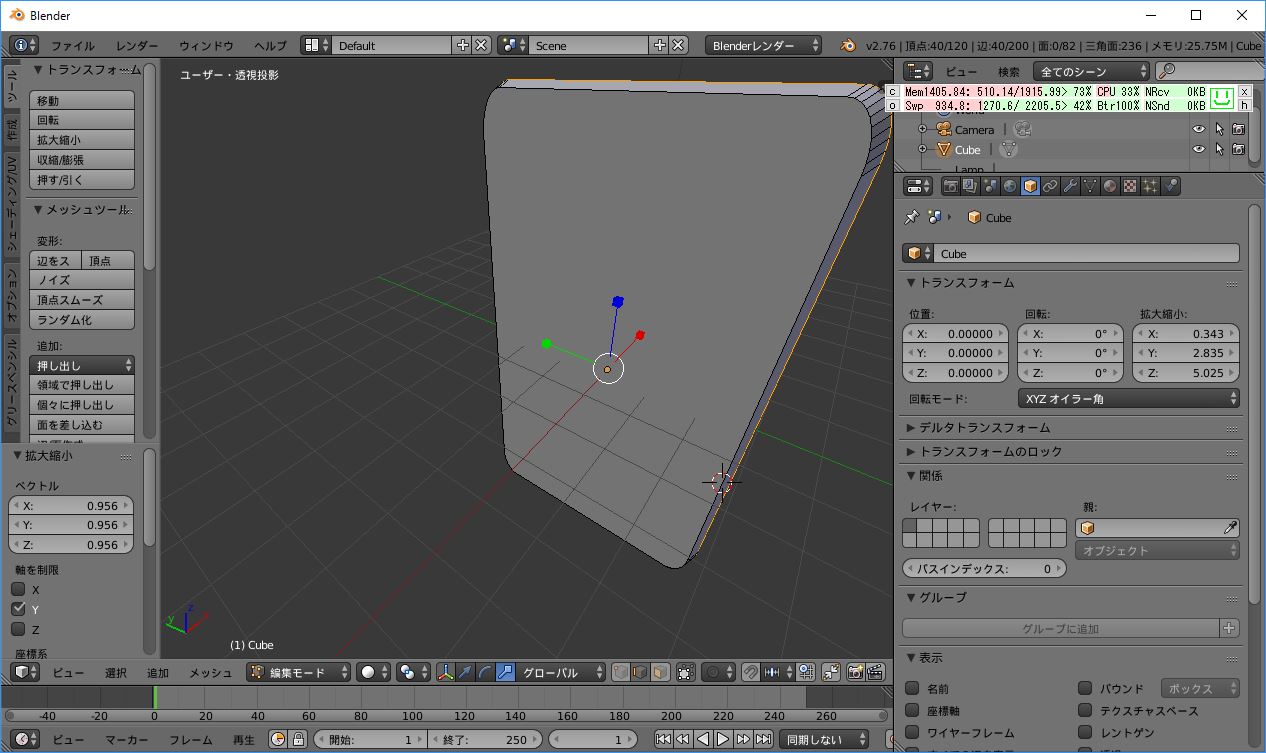 Blender
ファイル レンダー ウィンドウ ヘルプ Default Scene Blenderレンダー v2.76 | 頂点:40/120 | 辺:40/200 | 面:0/82 | 三角面:236 | メモリ:25.75M | Cube
ツール
作成
シェーディング/UV
オプション
グリースペンシル
トランスフォーム
移動
回転
拡大縮小
収縮/膨張
押す/引く
メッシュツール
変形:
辺をス 頂点
ノイズ
頂点スムーズ
ランダム化
追加:
押し出し
領域で押し出し
個々に押し出し
面を差し込む
拡大縮小
ベクトル
X: 0.956
Y: 0.956
Z: 0.956
軸を制限
X
Y
Z
座標系
ユーザー・透視投影
(1) Cube
ビュー 選択 追加 メッシュ 編集モード グローバル
-40 -20 0 20 40 60 80 100 120 140 160 180 200 220 240 260
ビュー マーカー フレーム 再生 開始: 1 終了: 250 1 同期しない
ビュー 検索 全てのシーン
c Mem1405.84: 510.14/1915.99> 73% CPU 33% NRcv 0KB x
o Swp 934.8: 1270.6/ 2205.5> 42% Btr100% NSnd 0KB h
Camera
Cube
Lamp
Cube
Cube
トランスフォーム
位置: 回転: 拡大縮小:
X: 0.00000 X: 0° X: 0.343
Y: 0.00000 Y: 0° Y: 2.835
Z: 0.00000 Z: 0° Z: 5.025
回転モード: XYZ オイラー角
デルタトランスフォーム
トランスフォームのロック
関係
レイヤー: 親:
オブジェクト
パスインデックス: 0
グループ
グループに追加
表示
名前 バウンド ボックス
座標軸 テクスチャスペース
ワイヤーフレーム レントゲン